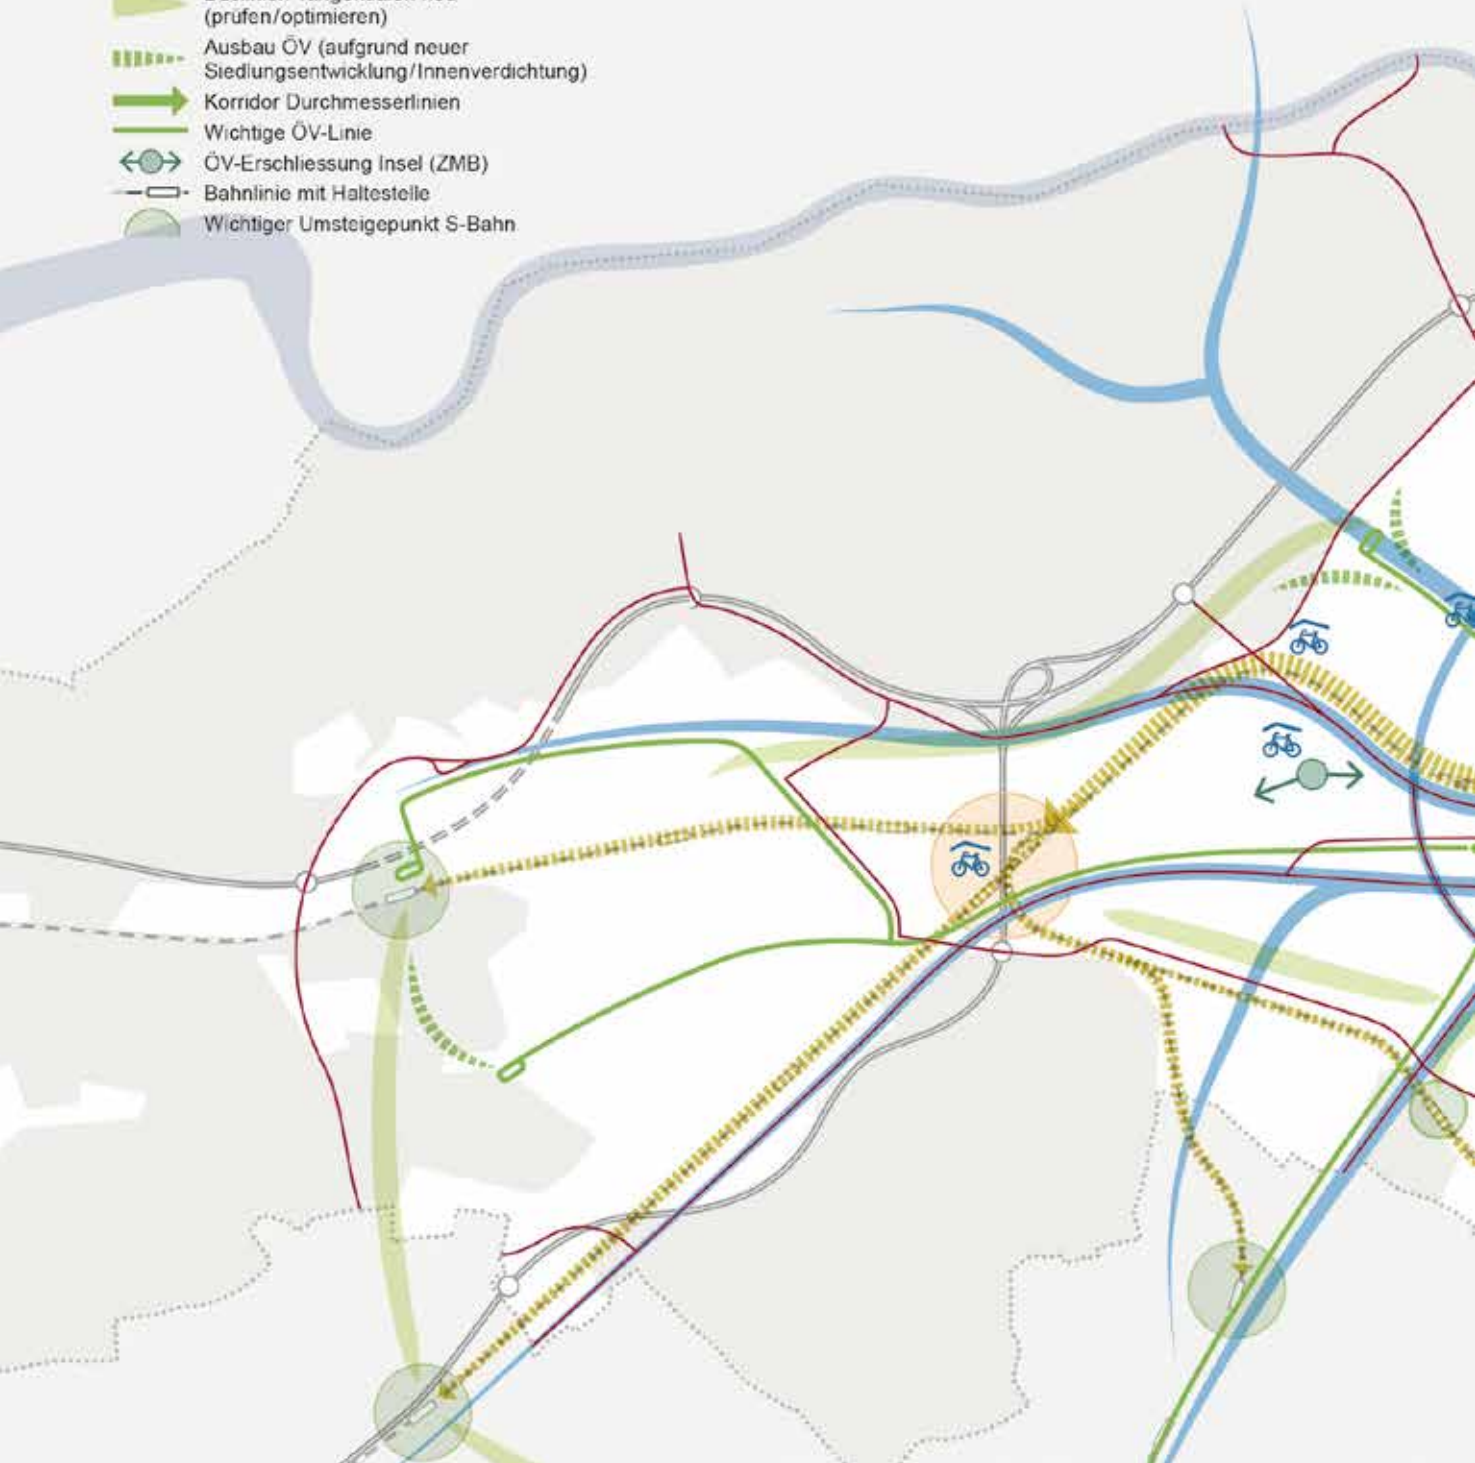 (prüfen/optimieren)
Ausbau ÖV (aufgrund neuer
Siedlungsentwicklung/Innenverdichtung)
Korridor Durchmesserlinien
Wichtige ÖV-Linie
ÖV-Erschliessung Insel (ZMB)
Bahnlinie mit Haltestelle
Wichtiger Umsteigepunkt S-Bahn